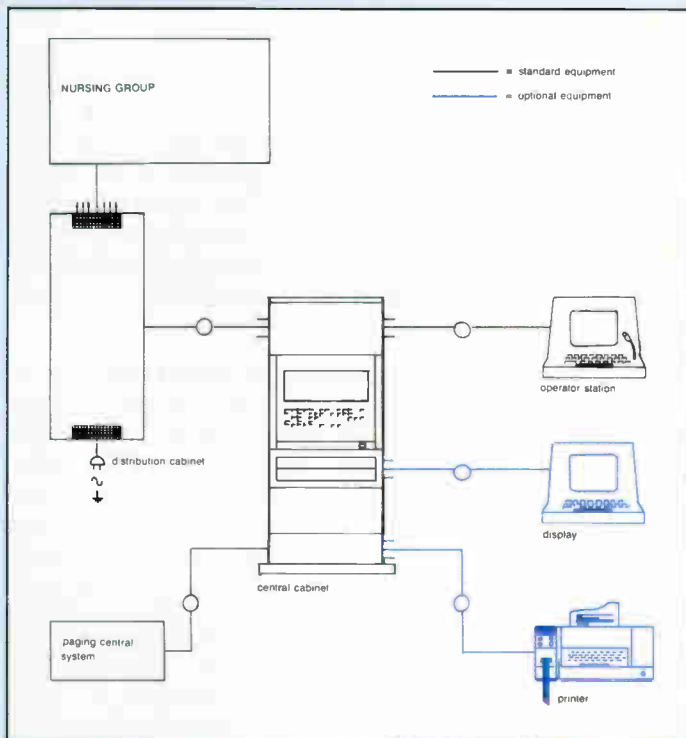 NURSING GROUP
= standard equipment
= optional equipment
operator station
distribution cabinet
display
central cabinet
paging central
system
printer